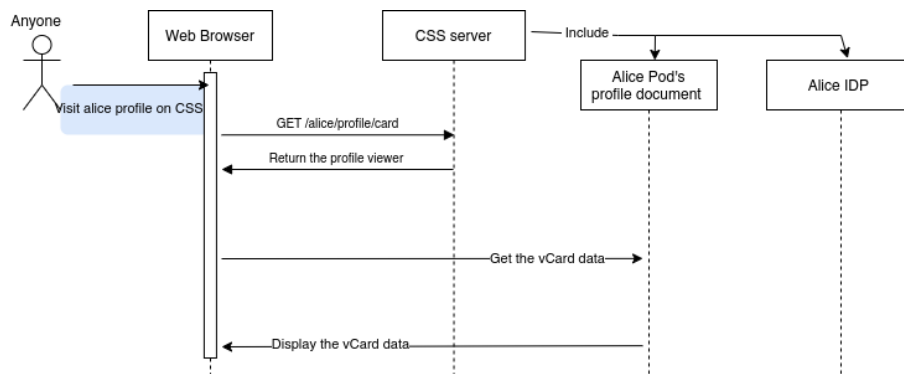 Anyone
Web Browser
CSS server
Include
Alice Pod's
profile document
Alice IDP
Visit alice profile on CSS
GET /alice/profile/card
Return the profile viewer
Get the vCard data
Display the vCard data